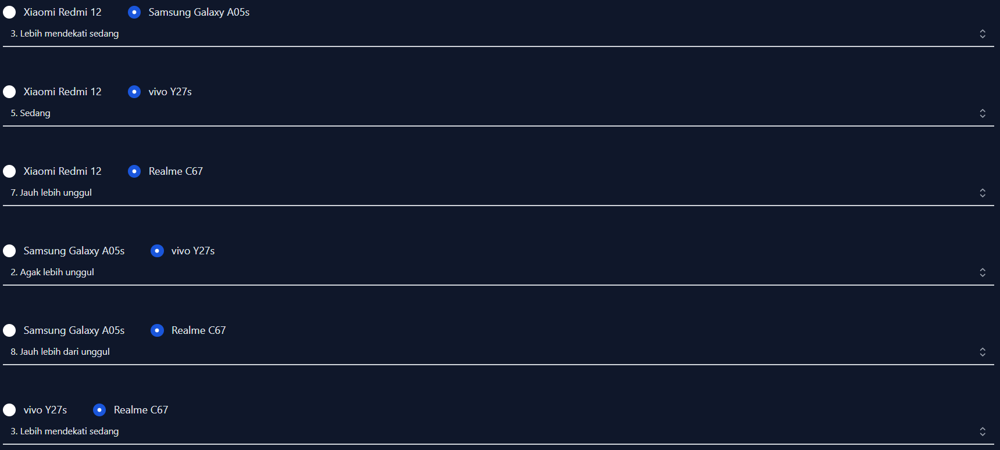 Xiaomi Redmi 12 Samsung Galaxy A05s
3. Lebih mendekati sedang
Xiaomi Redmi 12 vivo Y27s
5. Sedang
Xiaomi Redmi 12 Realme C67
7. Jauh lebih unggul
Samsung Galaxy A05s vivo Y27s
2. Agak lebih unggul
Samsung Galaxy A05s Realme C67
8. Jauh lebih dari unggul
vivo Y27s Realme C67
3. Lebih mendekati sedang